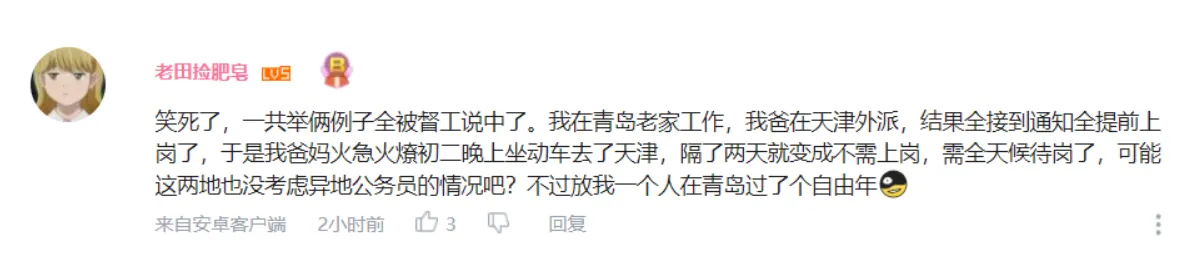 老田捡肥皂 LV5 B
笑死了，一共举俩例子全被督工说中了。我在青岛老家工作，我爸在天津外派，结果全接到通知全提前上
岗了，于是我爸妈火急火燎初二晚上坐动车去了天津，隔了两天就变成不需上岗，需全天候待岗了，可能
这两地也没考虑异地公务员的情况吧？不过放我一个人在青岛过了个自由年
来自安卓客户端 2小时前 3 回复